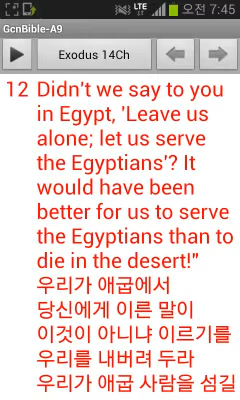 LTE 오전 7:45
GcnBible-A9
Exodus 14Ch
12 Didn't we say to you
in Egypt, 'Leave us
alone; let us serve
the Egyptians'? It
would have been
better for us to serve
the Egyptians than to
die in the desert!"
우리가 애굽에서
당신에게 이른 말이
이것이 아니냐 이르기를
우리를 내버려 두라
우리가 애굽 사람을 섬길